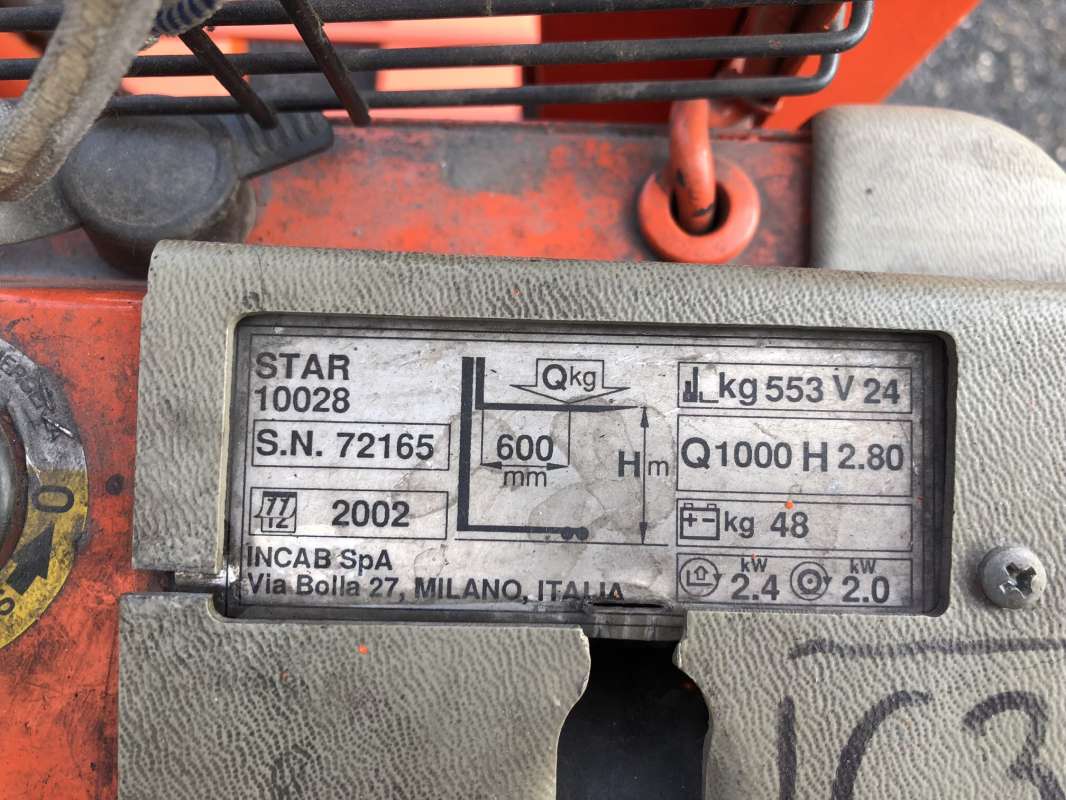 STAR
10028
S.N. 72165
2002
INCAB SpA
Via Bolla 27, MILANO, ITALIA
Qkg
600
mm
Hm
kg 553 V 24
Q1000 H 2.80
kg 48
kW
2.4
kW
2.0
0